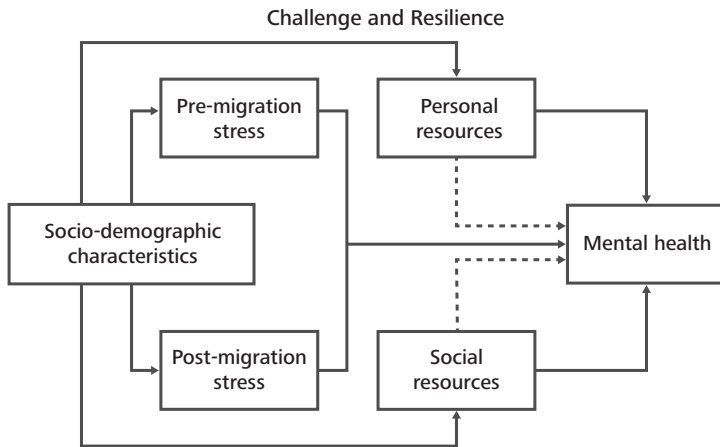 Challenge and Resilience
Pre-migration
stress
Personal
resources
Socio-demographic
characteristics
Mental health
Post-migration
stress
Social
resources